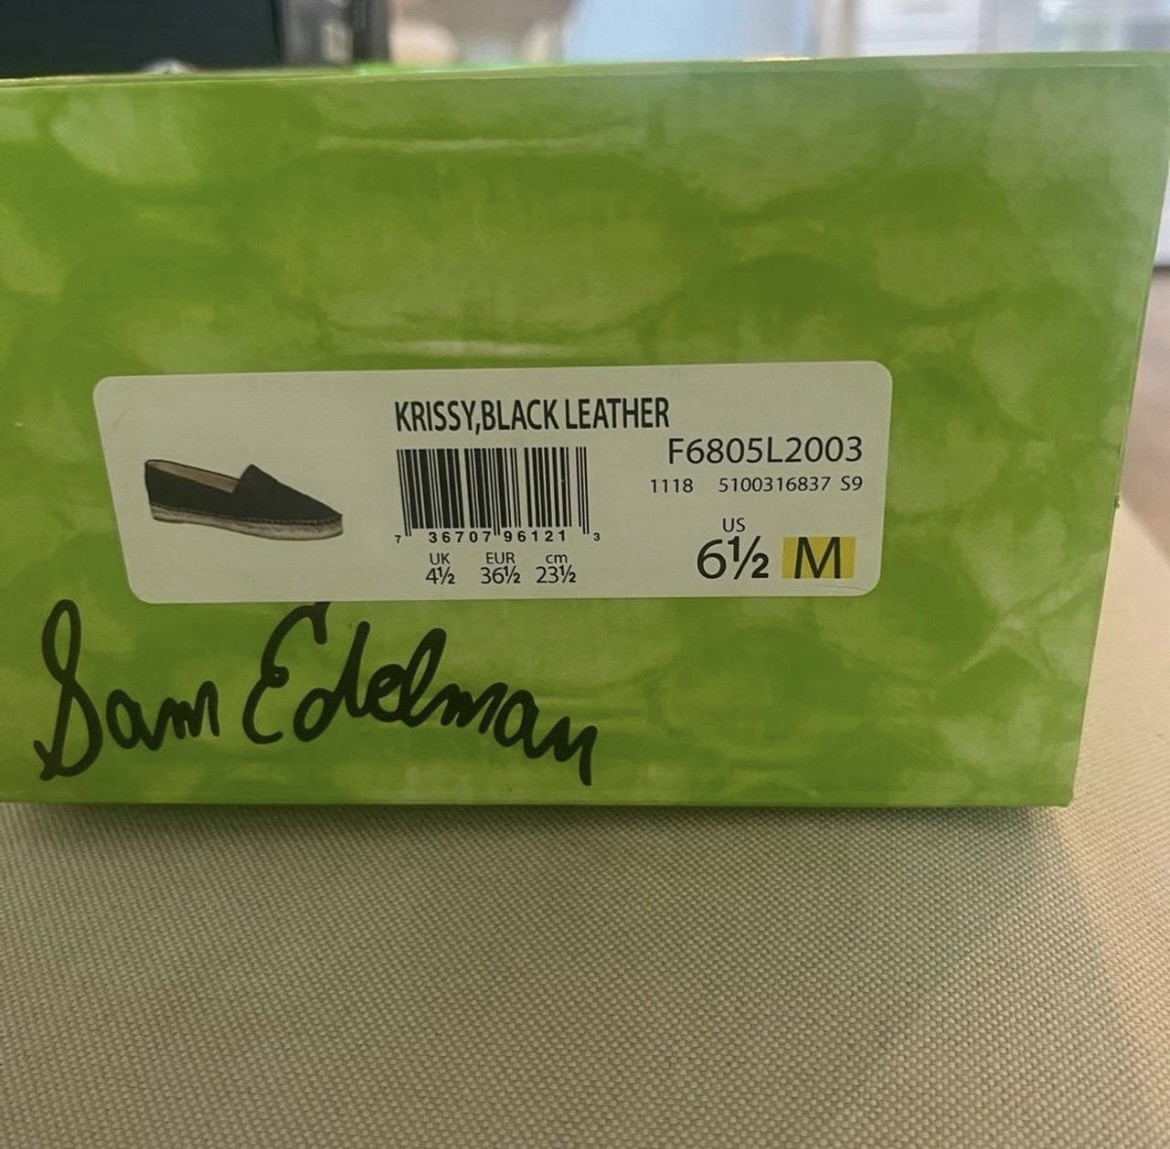 KRISSY,BLACK LEATHER
F6805L2003
1118 5100316837 S9
7 36707 96121 3
UK EUR cm
4½ 36½ 23½
US
6½ M
Sam Edelman